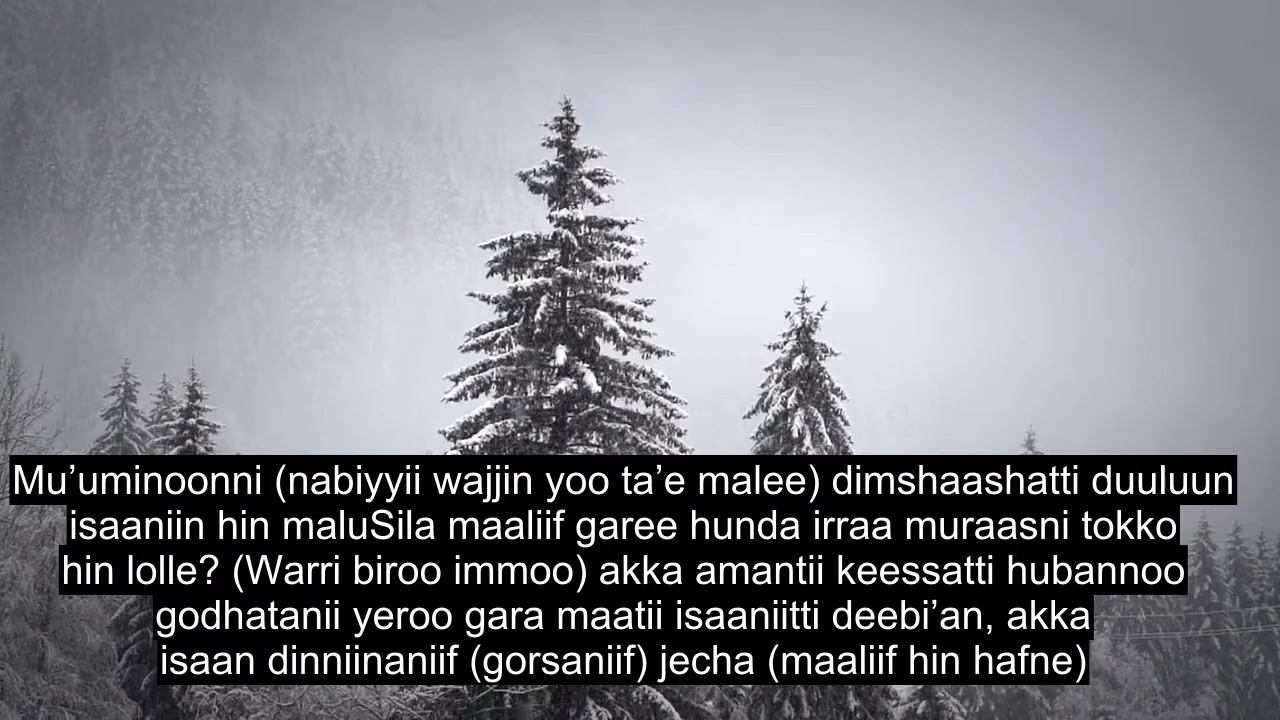 Mu’uminoonni (nabiyyii wajjin yoo ta’e malee) dimshaashatti duuluun
isaaniin hin maluSila maaliif garee hunda irraa muraasni tokko
hin lolle? (Warri biroo immoo) akka amantii keessatti hubannoo
godhatanii yeroo gara maatii isaaniitti deebi’an, akka
isaan dinniinaniif (gorsaniif) jecha (maaliif hin hafne)